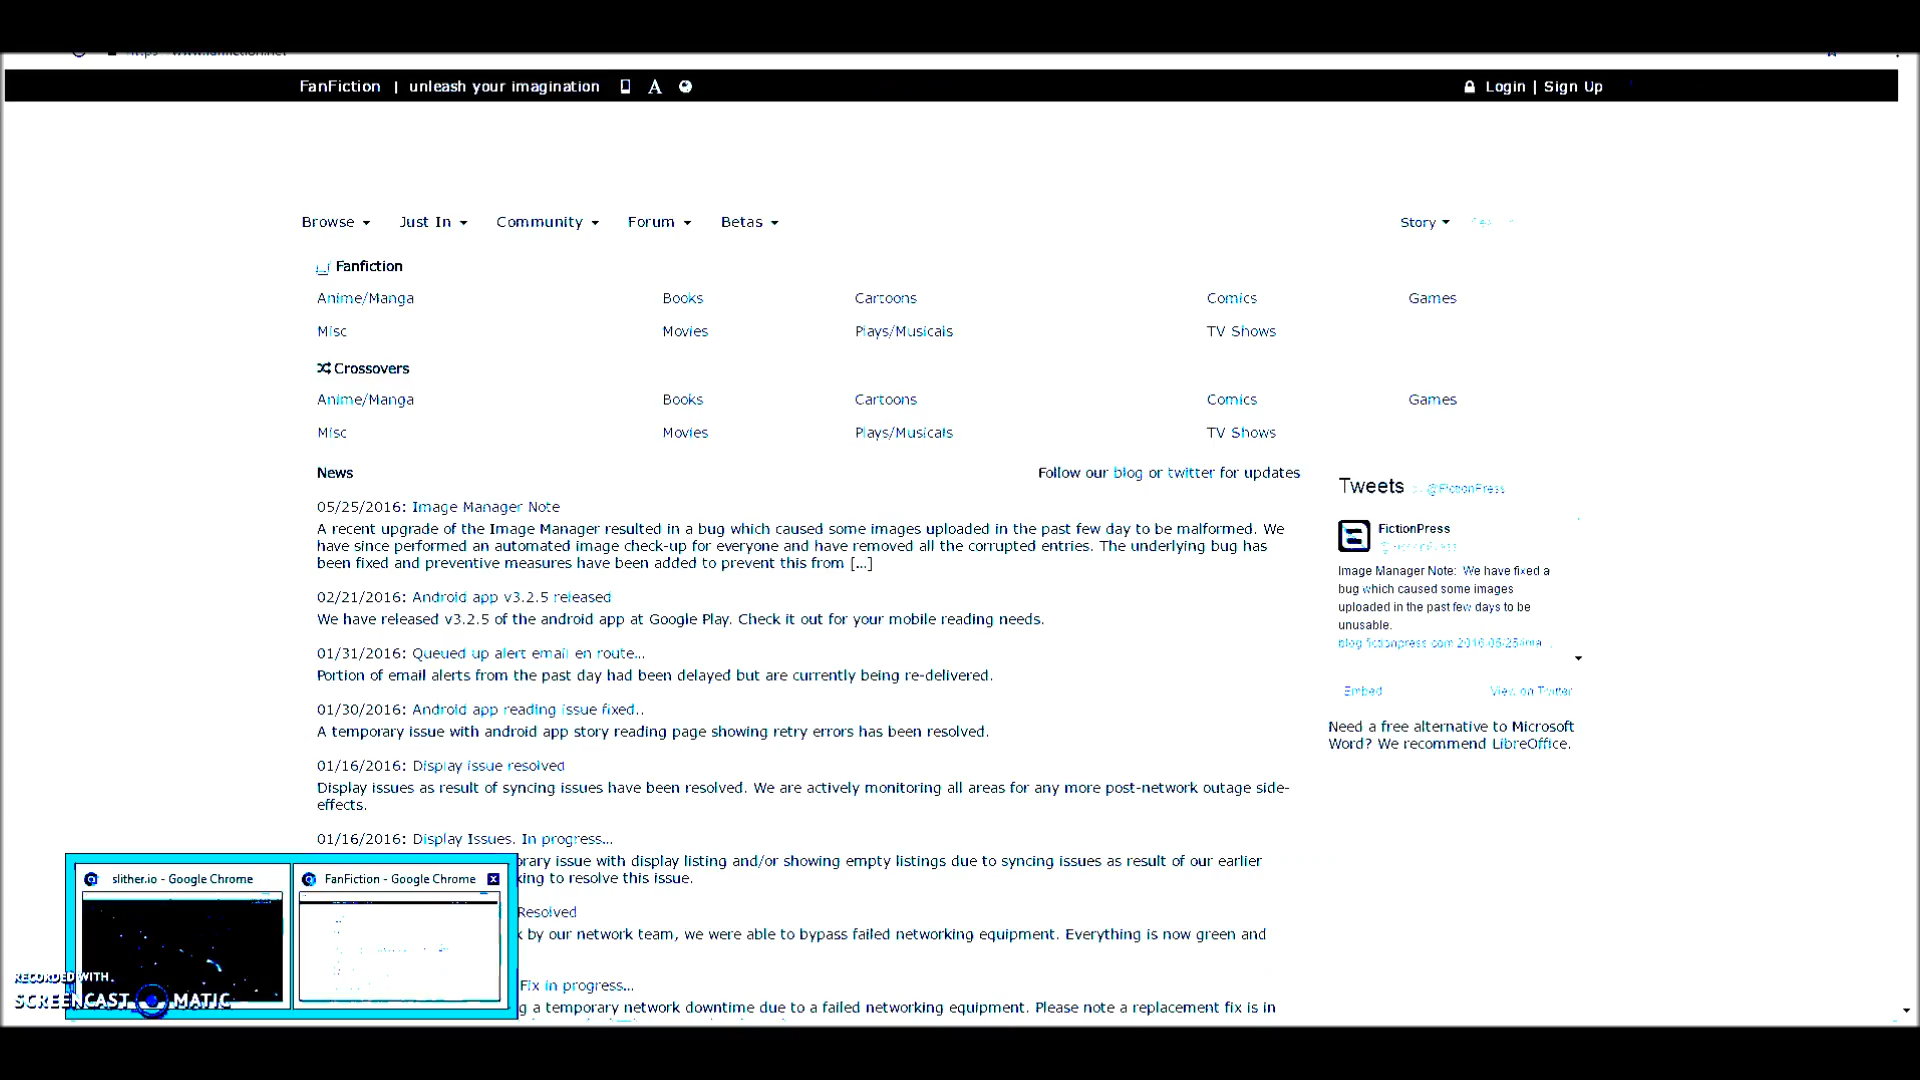 FanFiction | unleash your imagination A
Login | Sign Up
Browse Just In Community Forum Betas Story
Fanfiction
Anime/Manga Books Cartoons Comics Games
Misc Movies Plays/Musicals TV Shows
Crossovers
Anime/Manga Books Cartoons Comics Games
Misc Movies Plays/Musicals TV Shows
News Follow our blog or twitter for updates
05/25/2016: Image Manager Note
A recent upgrade of the Image Manager resulted in a bug which caused some images uploaded in the past few day to be malformed. We
have since performed an automated image check-up for everyone and have removed all the corrupted entries. The underlying bug has
been fixed and preventive measures have been added to prevent this from [...]
02/21/2016: Android app v3.2.5 released
We have released v3.2.5 of the android app at Google Play. Check it out for your mobile reading needs.
01/31/2016: Queued up alert email en route...
Portion of email alerts from the past day had been delayed but are currently being re-delivered.
01/30/2016: Android app reading issue fixed..
A temporary issue with android app story reading page showing retry errors has been resolved.
01/16/2016: Display issue resolved
Display issues as result of syncing issues have been resolved. We are actively monitoring all areas for any more post-network outage side-
effects.
01/16/2016: Display Issues. In progress...
orary issue with display listing and/or showing empty listings due to syncing issues as result of our earlier
king to resolve this issue.
Resolved
k by our network team, we were able to bypass failed networking equipment. Everything is now green and
Fix in progress...
g a temporary network downtime due to a failed networking equipment. Please note a replacement fix is in
Tweets @FictionPress
FictionPress
Image Manager Note: We have fixed a
bug which caused some images
uploaded in the past few days to be
unusable.
Embed View on Twitter
Need a free alternative to Microsoft
Word? We recommend LibreOffice.
slither.io - Google Chrome FanFiction - Google Chrome
RECORDED WITH
SCREENCAST MATIC